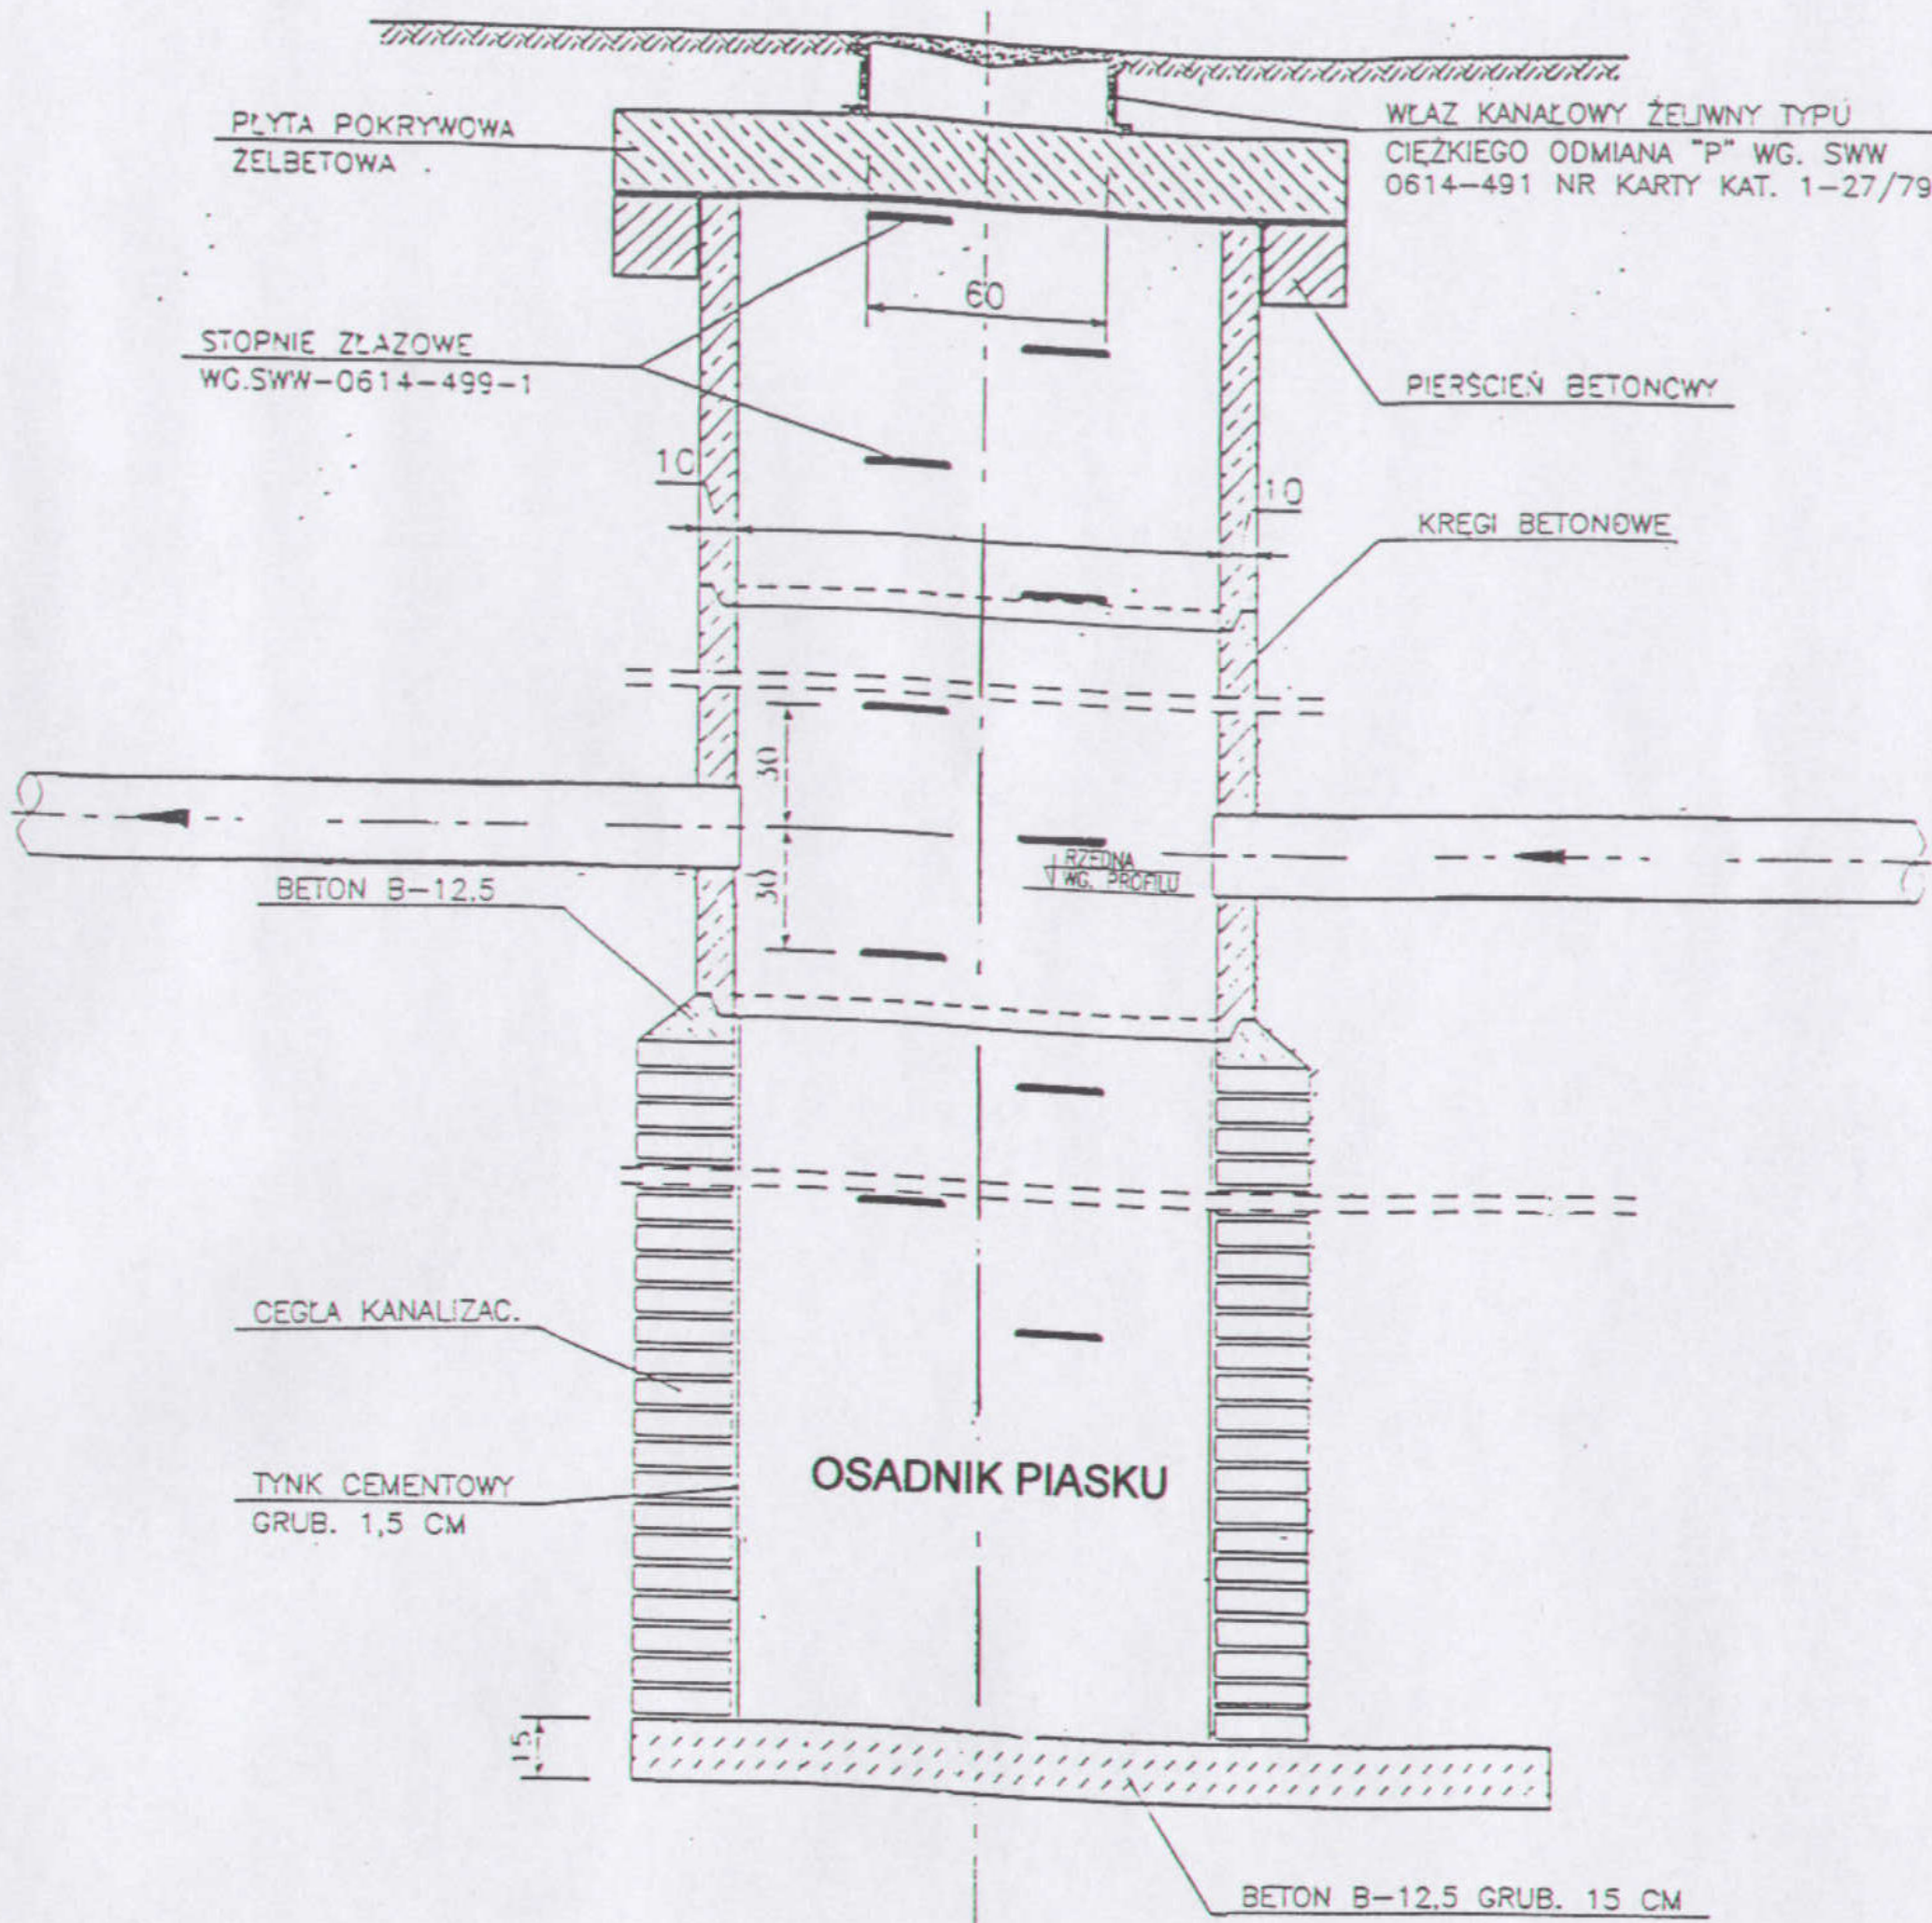 PŁYTA POKRYWOWA
ŻELBETOWA
WŁAZ KANAŁOWY ŻELIWNY TYPU
CIĘŻKIEGO ODMIANA "P" WG. SWW
0614-491 NR KARTY KAT. 1-27/79
60
STOPNIE ZŁAZOWE
WG.SWW-0614-499-1
PIERŚCIEŃ BETONOWY
10
10
KRĘGI BETONOWE
30
30
RZĘDNA
WG. PROFILU
BETON B-12,5
CEGŁA KANALIZAC.
OSADNIK PIASKU
TYNK CEMENTOWY
GRUB. 1,5 CM
15
BETON B-12,5 GRUB. 15 CM